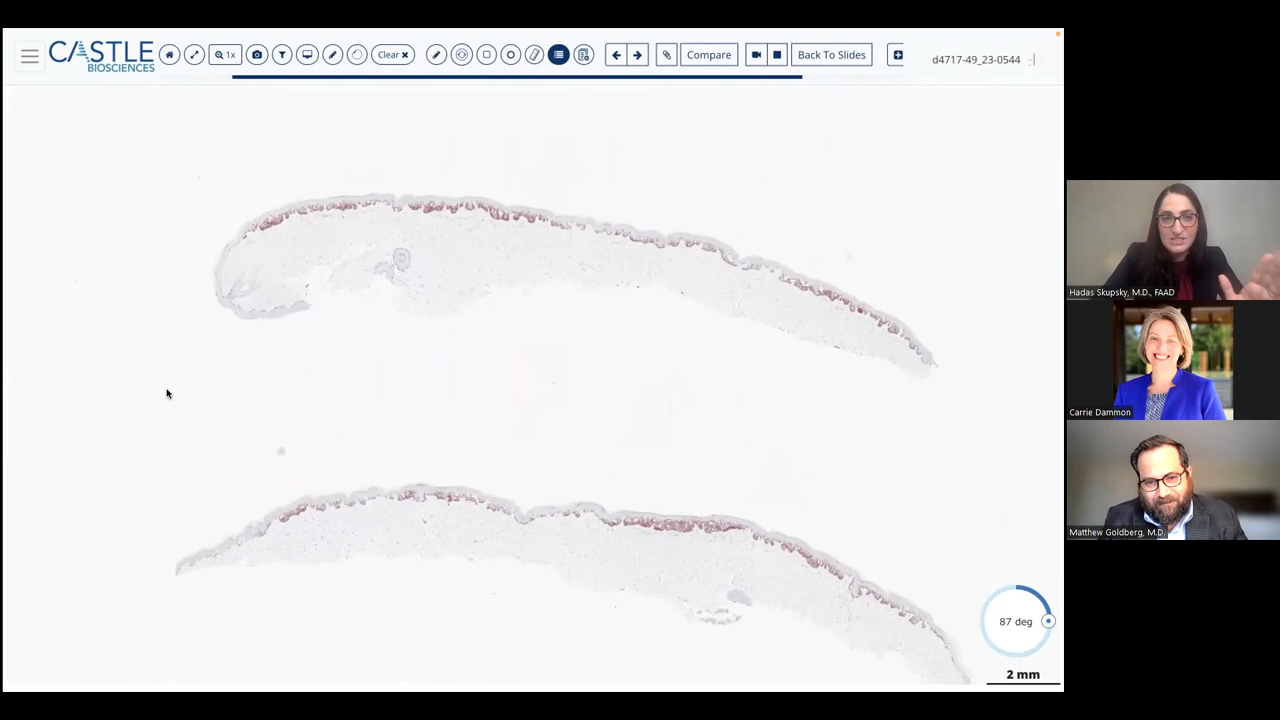 CASTLE
BIOSCIENCES
1x
Clear ×
Compare
Back To Slides
d4717-49_23-0544
Hadas Skupsky, M.D., FAAD
Carrie Dammon
Matthew Goldberg, M.D.
87 deg
2 mm